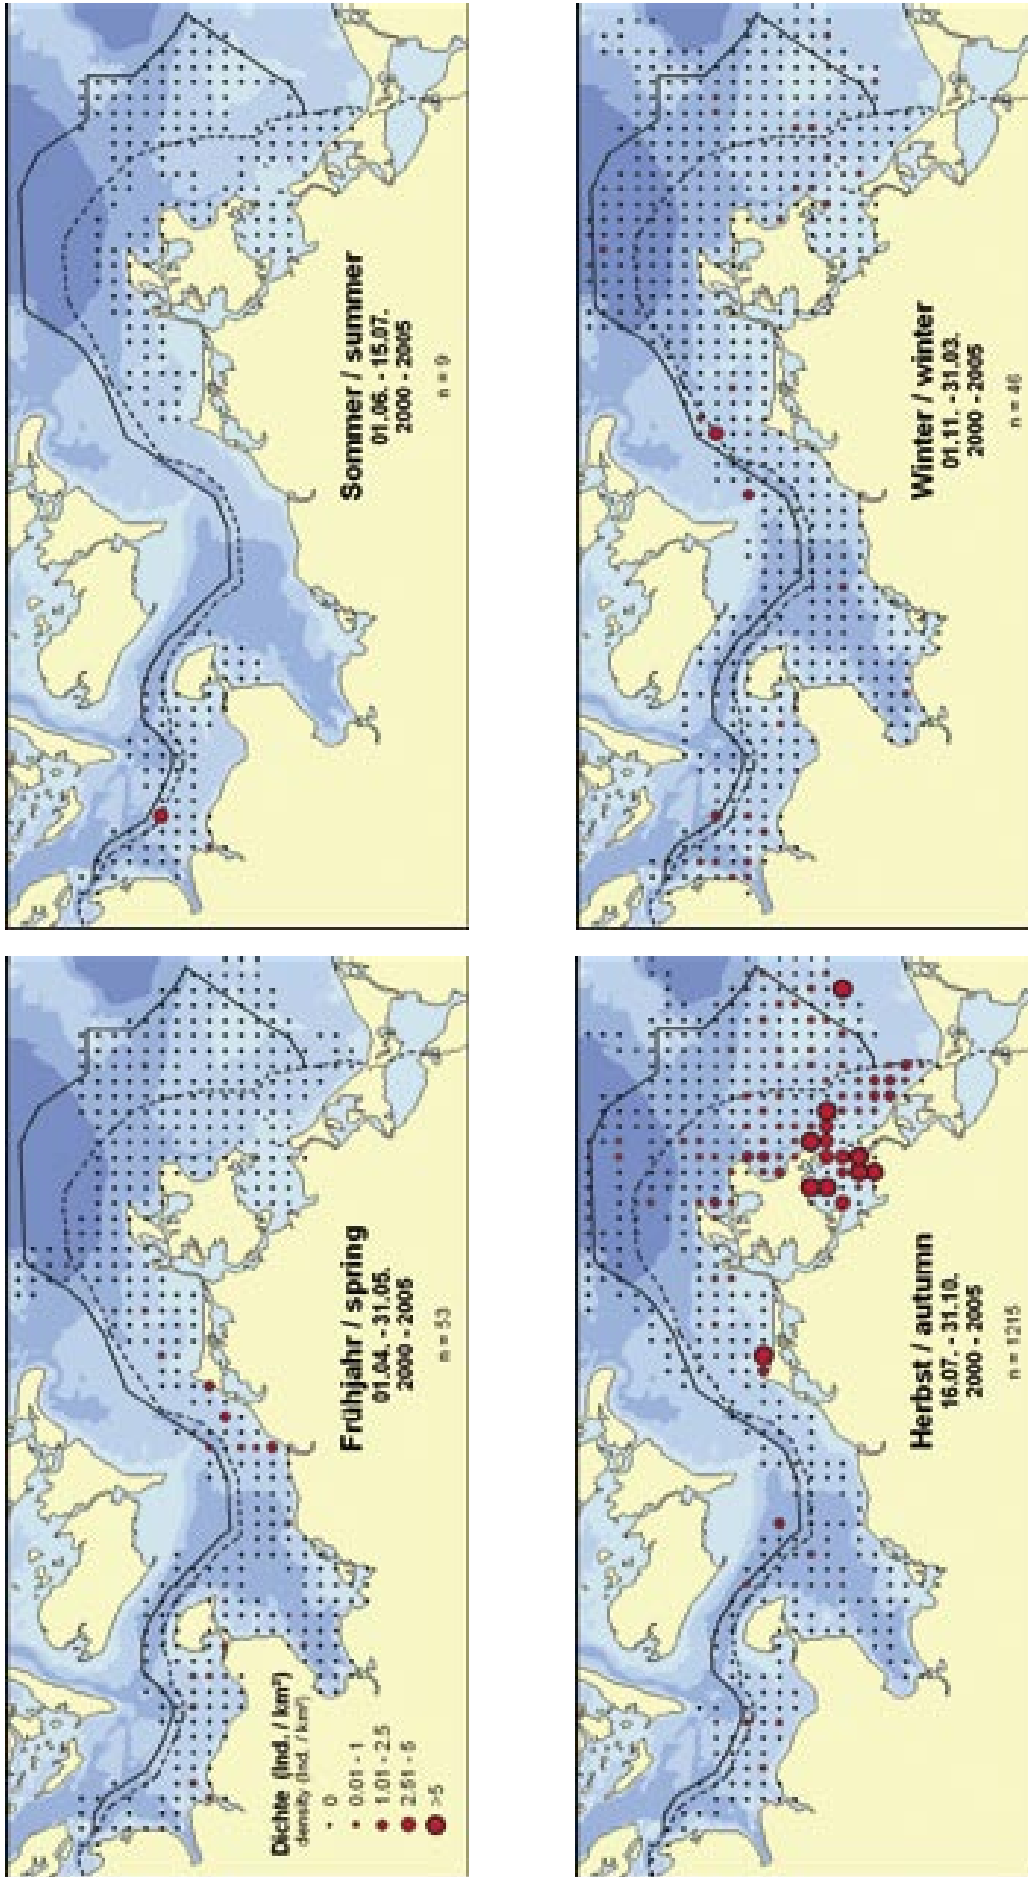 Frühjahr / spring
01.04. - 31.05.
2000 - 2005
n = 53
Dichte (Ind. / km²)
density (Ind. / km²)
0
0.01 - 1
1.01 - 2.5
2.51 - 5
>5
Sommer / summer
01.06. - 15.07.
2000 - 2005
n = 9
Herbst / autumn
16.07. - 31.10.
2000 - 2005
n = 1215
Winter / winter
01.11. - 31.03.
2000 - 2005
n = 46